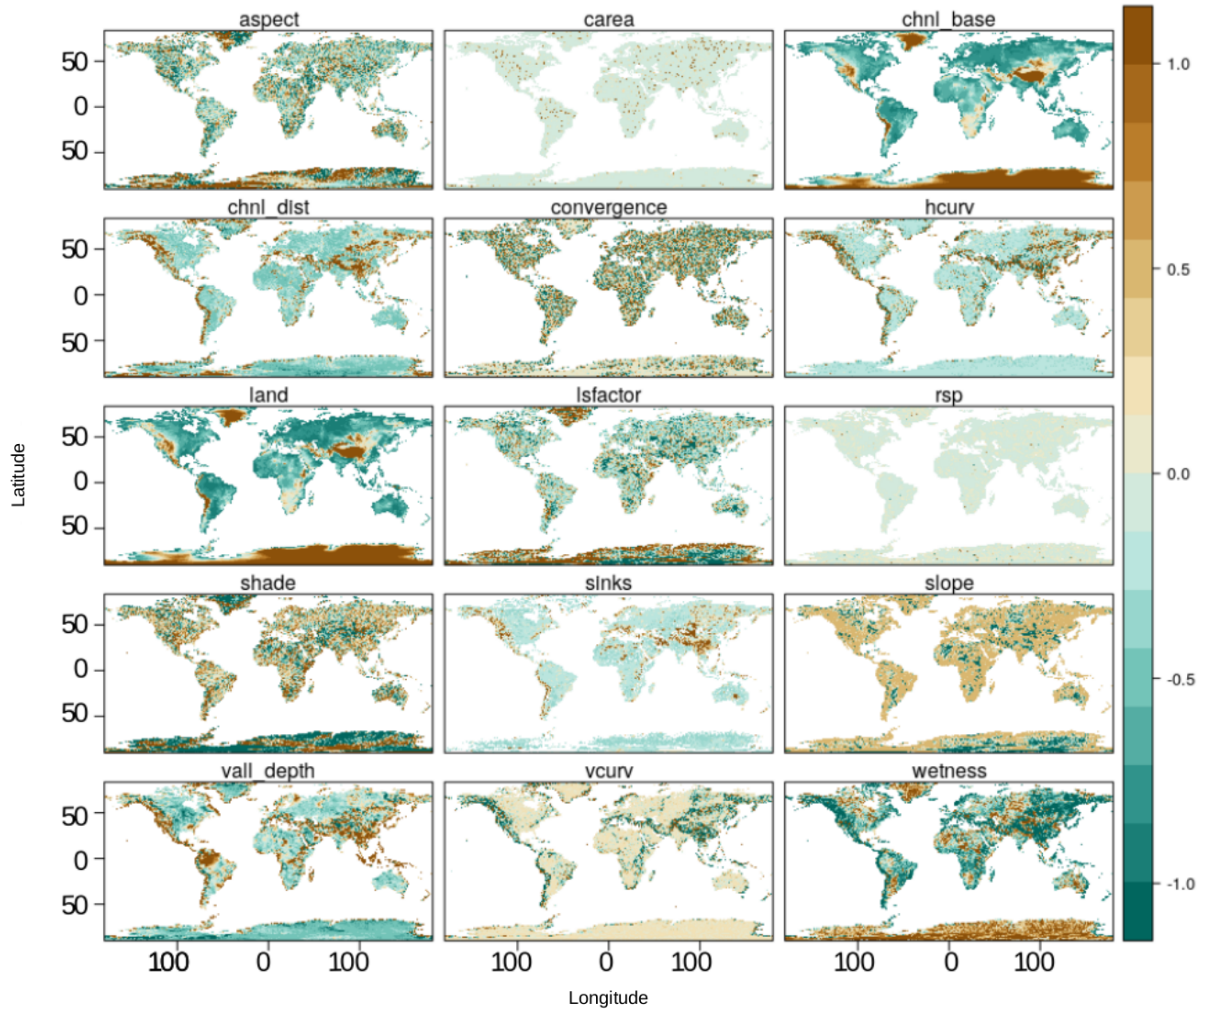 aspect carea chnl_base
50
0
50
1.0
chnl_dist convergence hcurv
50
0
50
0.5
land lsfactor rsp
50
0
50
0.0
Latitude
shade sinks slope
50
0
50
-0.5
vall_depth vcurv wetness
50
0
50
-1.0
100 0 100 100 0 100 100 0 100
Longitude